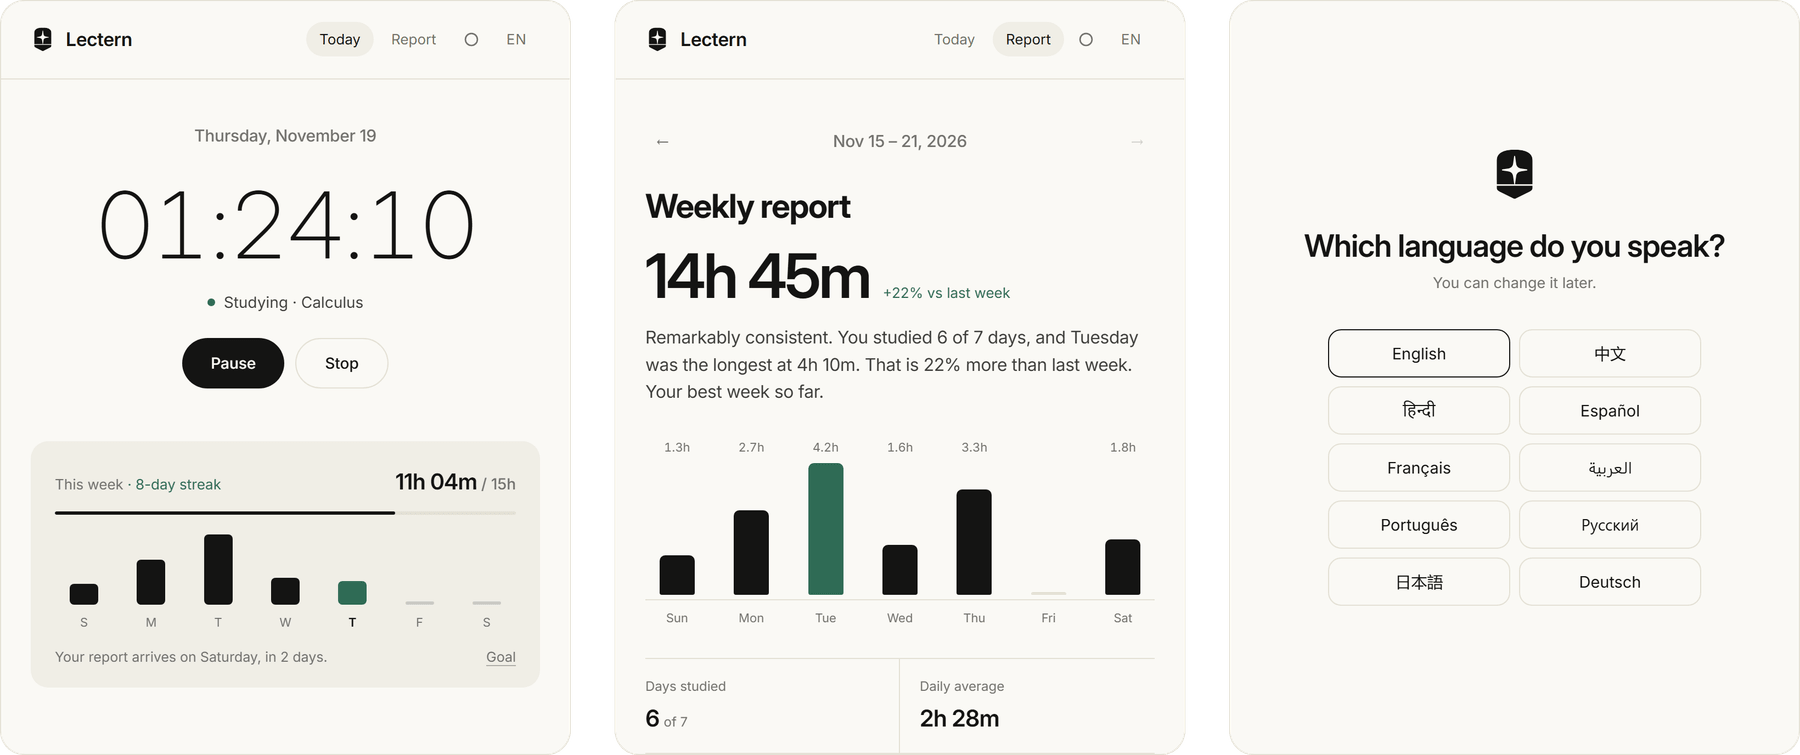 Lectern
Today Report EN
Thursday, November 19
01:24:10
Studying · Calculus
Pause Stop
This week · 8-day streak 11h 04m / 15h
S M T W T F S
Your report arrives on Saturday, in 2 days. Goal
Lectern
Today Report EN
← Nov 15 – 21, 2026 →
Weekly report
14h 45m +22% vs last week
Remarkably consistent. You studied 6 of 7 days, and Tuesday
was the longest at 4h 10m. That is 22% more than last week.
Your best week so far.
1.3h 2.7h 4.2h 1.6h 3.3h 1.8h
Sun Mon Tue Wed Thu Fri Sat
Days studied Daily average
6 of 7 2h 28m
Which language do you speak?
You can change it later.
English 中文
हिन्दी Español
Français العربية
Português Русский
日本語 Deutsch